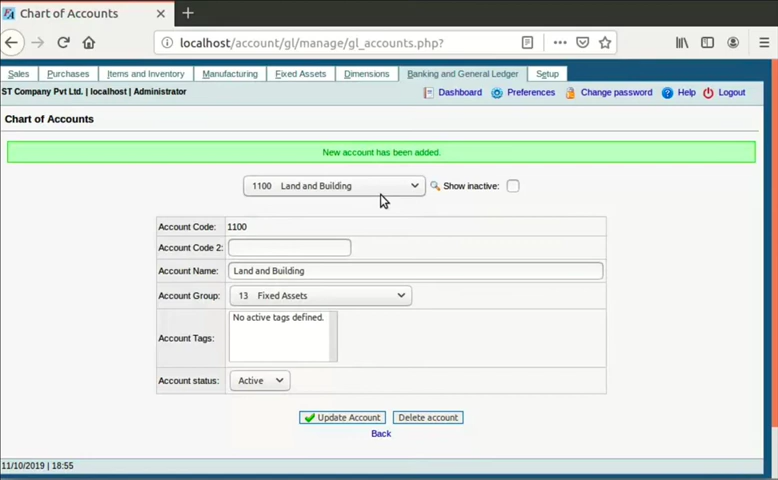 Chart of Accounts
localhost/account/gl/manage/gl_accounts.php?
Sales Purchases Items and Inventory Manufacturing Fixed Assets Dimensions Banking and General Ledger Setup
ST Company Pvt Ltd. | localhost | Administrator Dashboard Preferences Change password Help Logout
Chart of Accounts
New account has been added.
1100 Land and Building Show inactive:
Account Code: 1100
Account Code 2:
Account Name: Land and Building
Account Group: 13 Fixed Assets
Account Tags: No active tags defined.
Account status: Active
Update Account Delete account
Back
11/10/2019 | 18:55